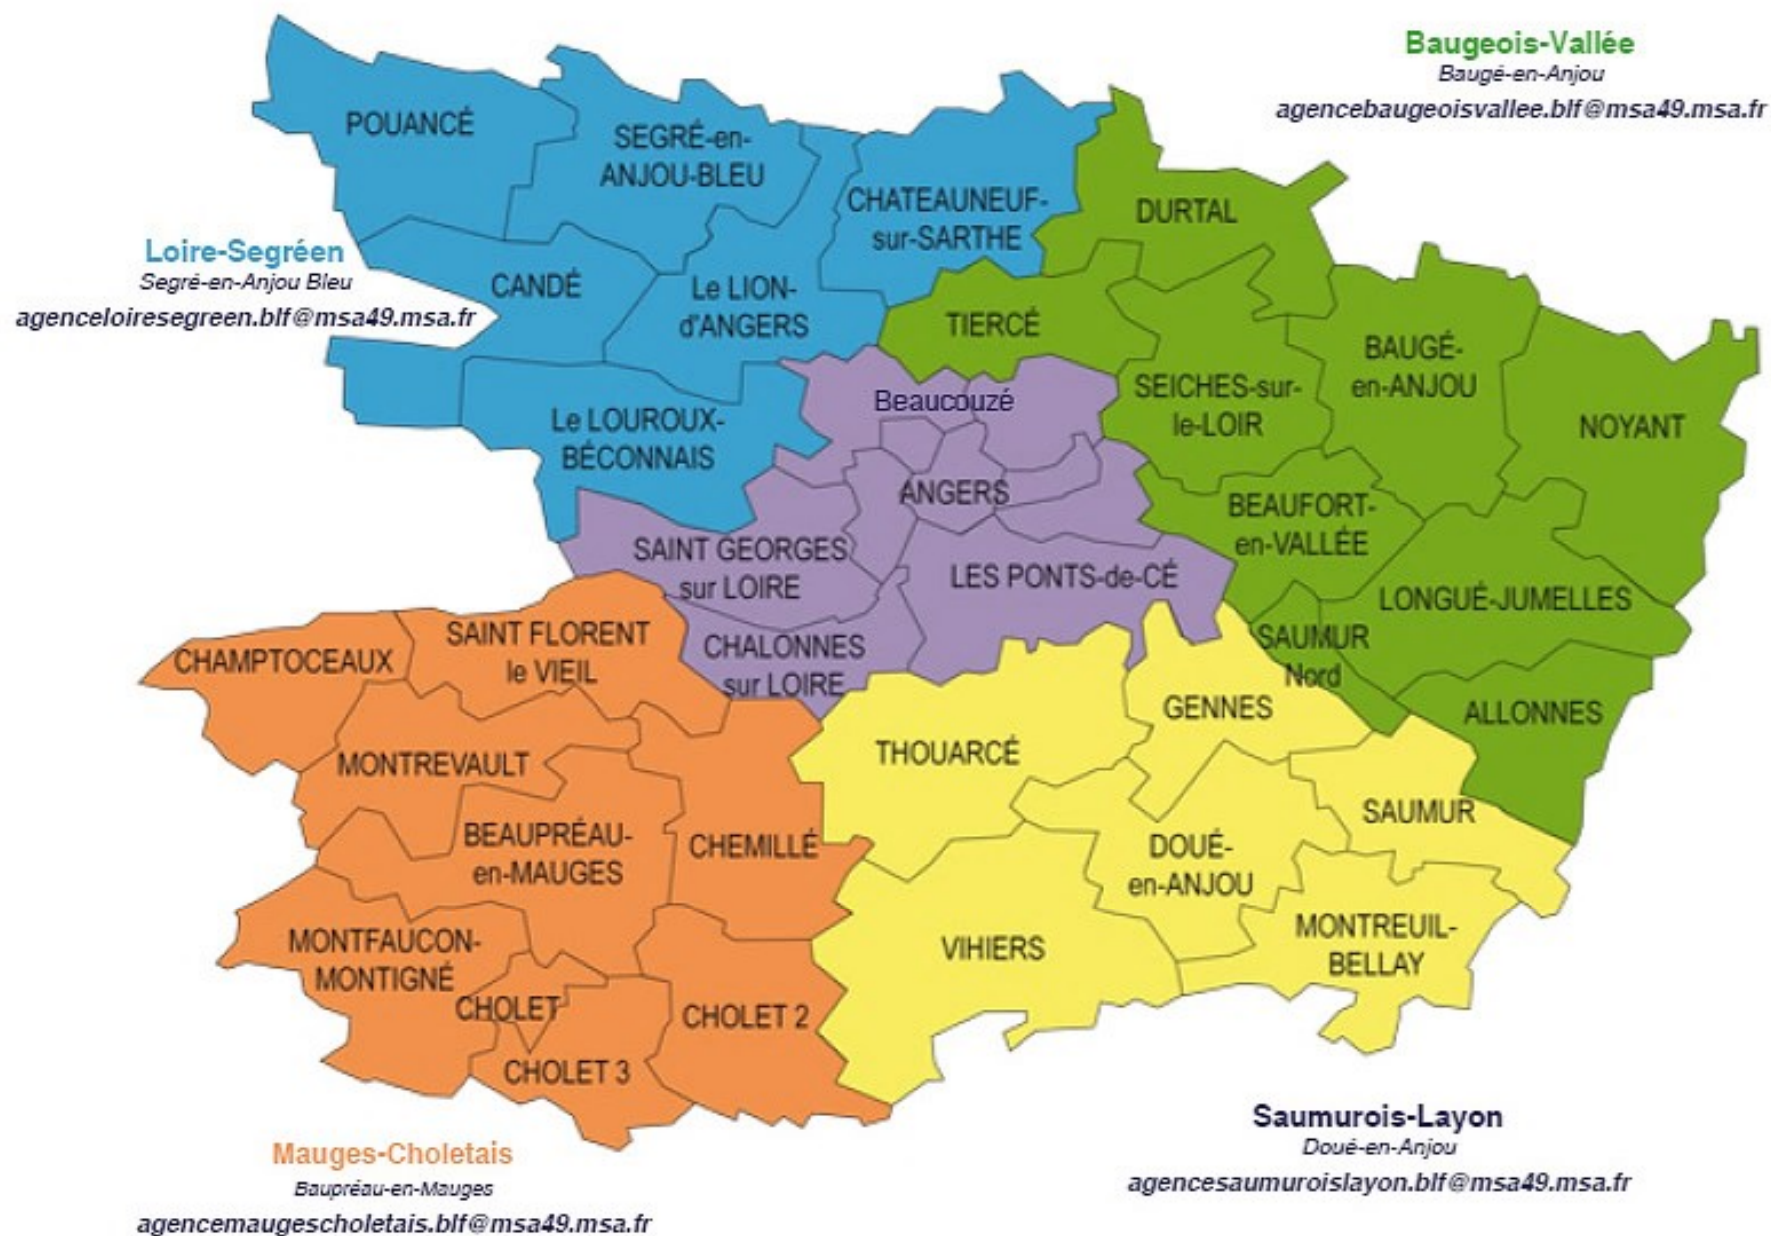 Baugeois-Vallée
Baugé-en-Anjou
agencebaugeoisvallee.blf@msa49.msa.fr
POUANCÉ
SEGRÉ-en-
ANJOU-BLEU
CHATEAUNEUF-
sur-SARTHE
DURTAL
Loire-Segréen
Segré-en-Anjou Bleu
agenceloiresegreen.blf@msa49.msa.fr
CANDÉ
Le LION-
d'ANGERS
TIERCÉ
BAUGÉ-
en-ANJOU
SEICHES-sur-
le-LOIR
NOYANT
Beaucouzé
Le LOUROUX-
BÉCONNAIS
ANGERS
BEAUFORT-
en-VALLÉE
SAINT GEORGES
sur LOIRE
LES PONTS-de-CÉ
LONGUÉ-JUMELLES
SAINT FLORENT
le VIEIL
CHAMPTOCEAUX
CHALONNES
sur LOIRE
SAUMUR
Nord
GENNES
ALLONNES
MONTREVAULT
THOUARCÉ
SAUMUR
BEAUPRÉAU-
en-MAUGES
CHEMILLÉ
DOUÉ-
en-ANJOU
MONTFAUCON-
MONTIGNÉ
VIHIERS
MONTREUIL-
BELLAY
CHOLET
CHOLET 2
CHOLET 3
Saumurois-Layon
Doué-en-Anjou
agencesaumuroislayon.blf@msa49.msa.fr
Mauges-Choletais
Baupréau-en-Mauges
agencemaugescholetais.blf@msa49.msa.fr